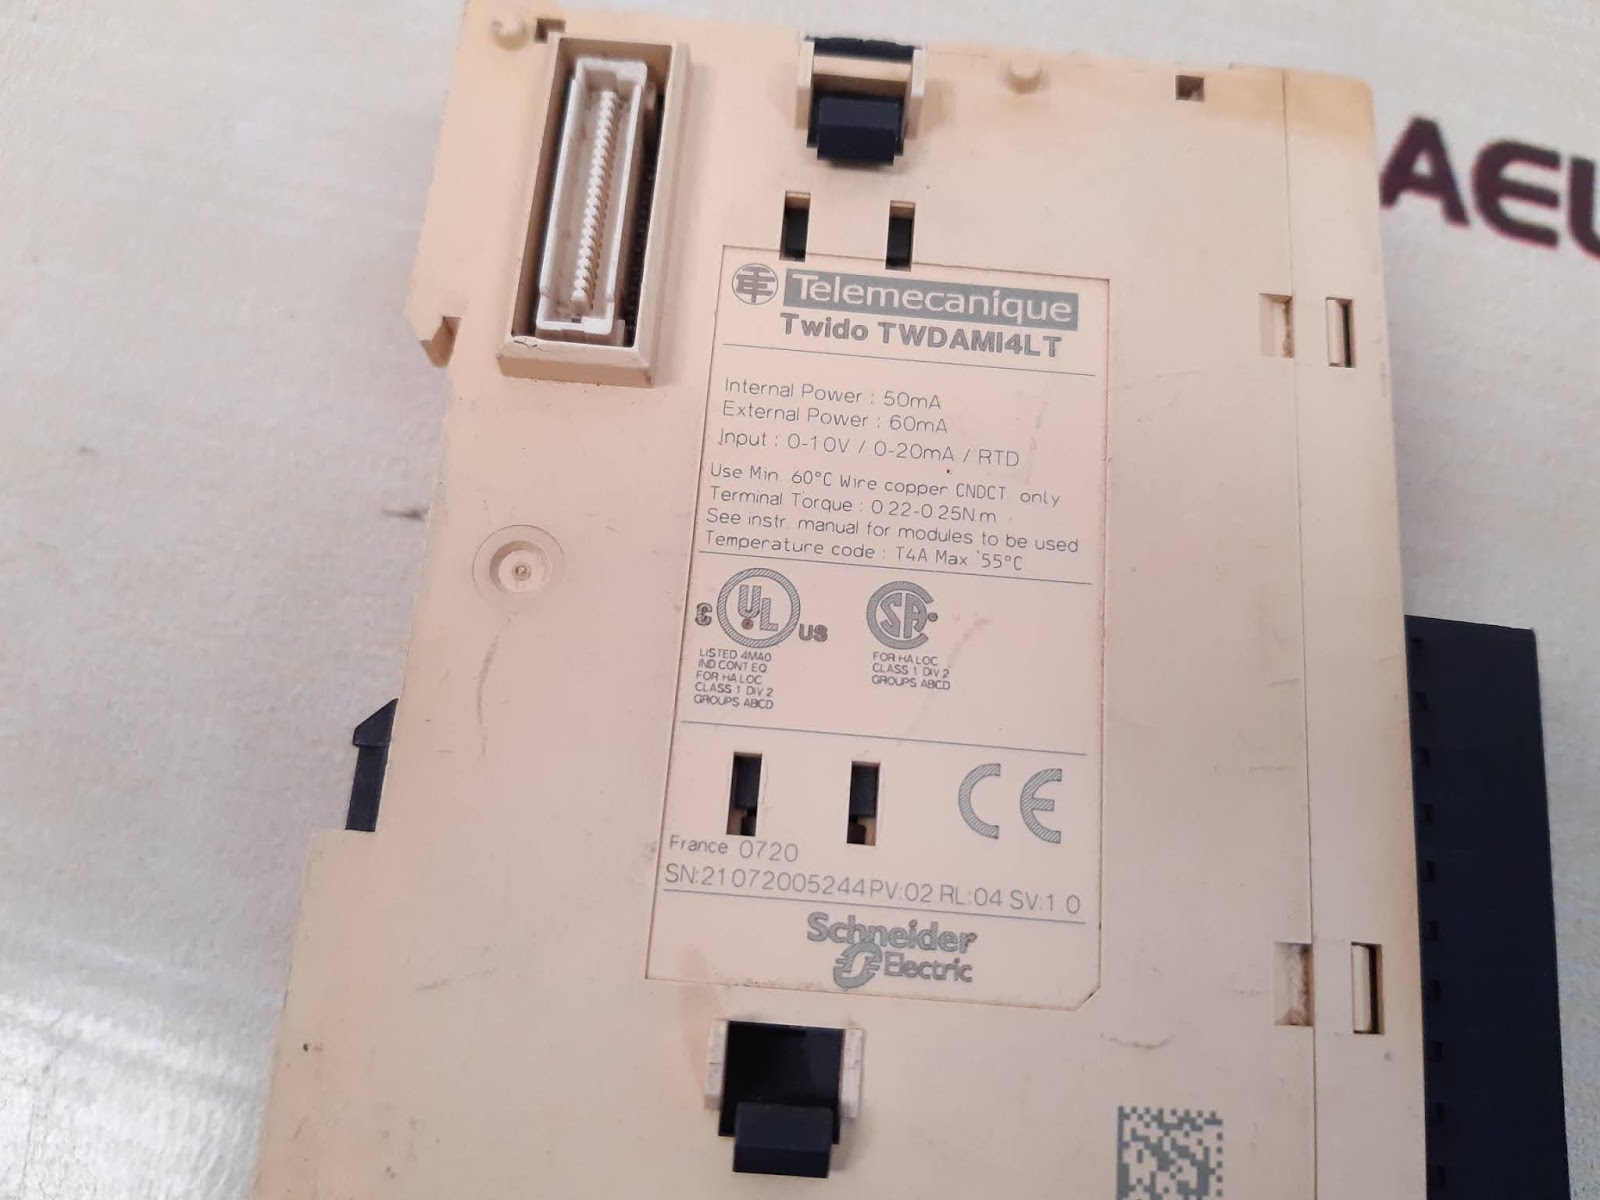 AEU
Telemecanique
Twido TWDAMI4LT
Internal Power : 50mA
External Power : 60mA
Input : 0-10V / 0-20mA / RTD
Use Min. 60°C Wire copper CNDCT. only
Terminal Torque : 0.22-0.25N.m
See instr. manual for modules to be used
Temperature code : T4A Max 55°C
C UL US
LISTED 4MA0
IND CONT EQ
FOR HA LOC
CLASS 1 DIV 2
GROUPS ABCD
SA
FOR HA LOC
CLASS 1 DIV 2
GROUPS ABCD
CE
France 0720
SN:21072005244 PV:02 RL:04 SV:1.0
Schneider
Electric